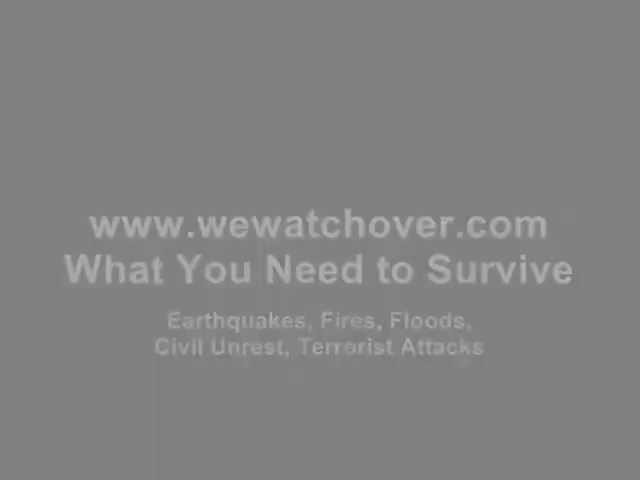 www.wewatchover.com
What You Need to Survive
Earthquakes, Fires, Floods,
Civil Unrest, Terrorist Attacks